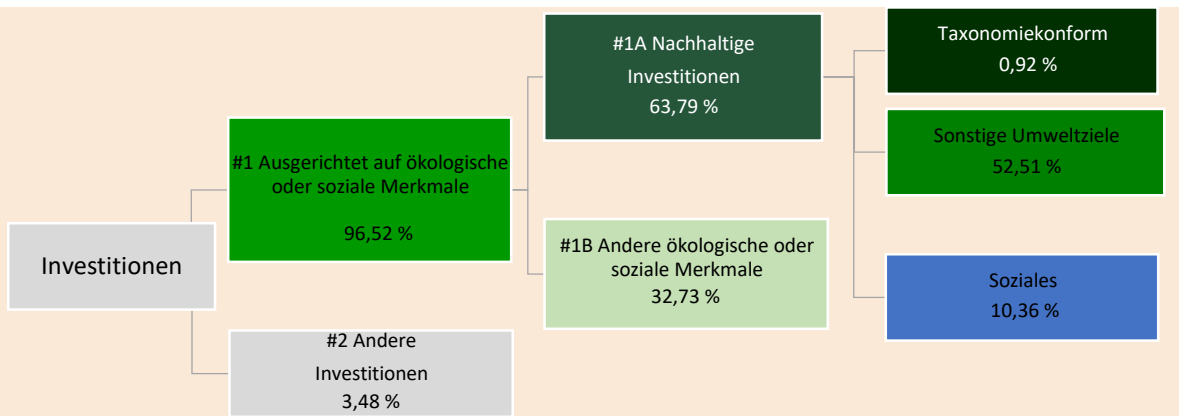 Investitionen
#1 Ausgerichtet auf ökologische
oder soziale Merkmale
96,52 %
#2 Andere
Investitionen
3,48 %
#1A Nachhaltige
Investitionen
63,79 %
#1B Andere ökologische oder
soziale Merkmale
32,73 %
Taxonomiekonform
0,92 %
Sonstige Umweltziele
52,51 %
Soziales
10,36 %